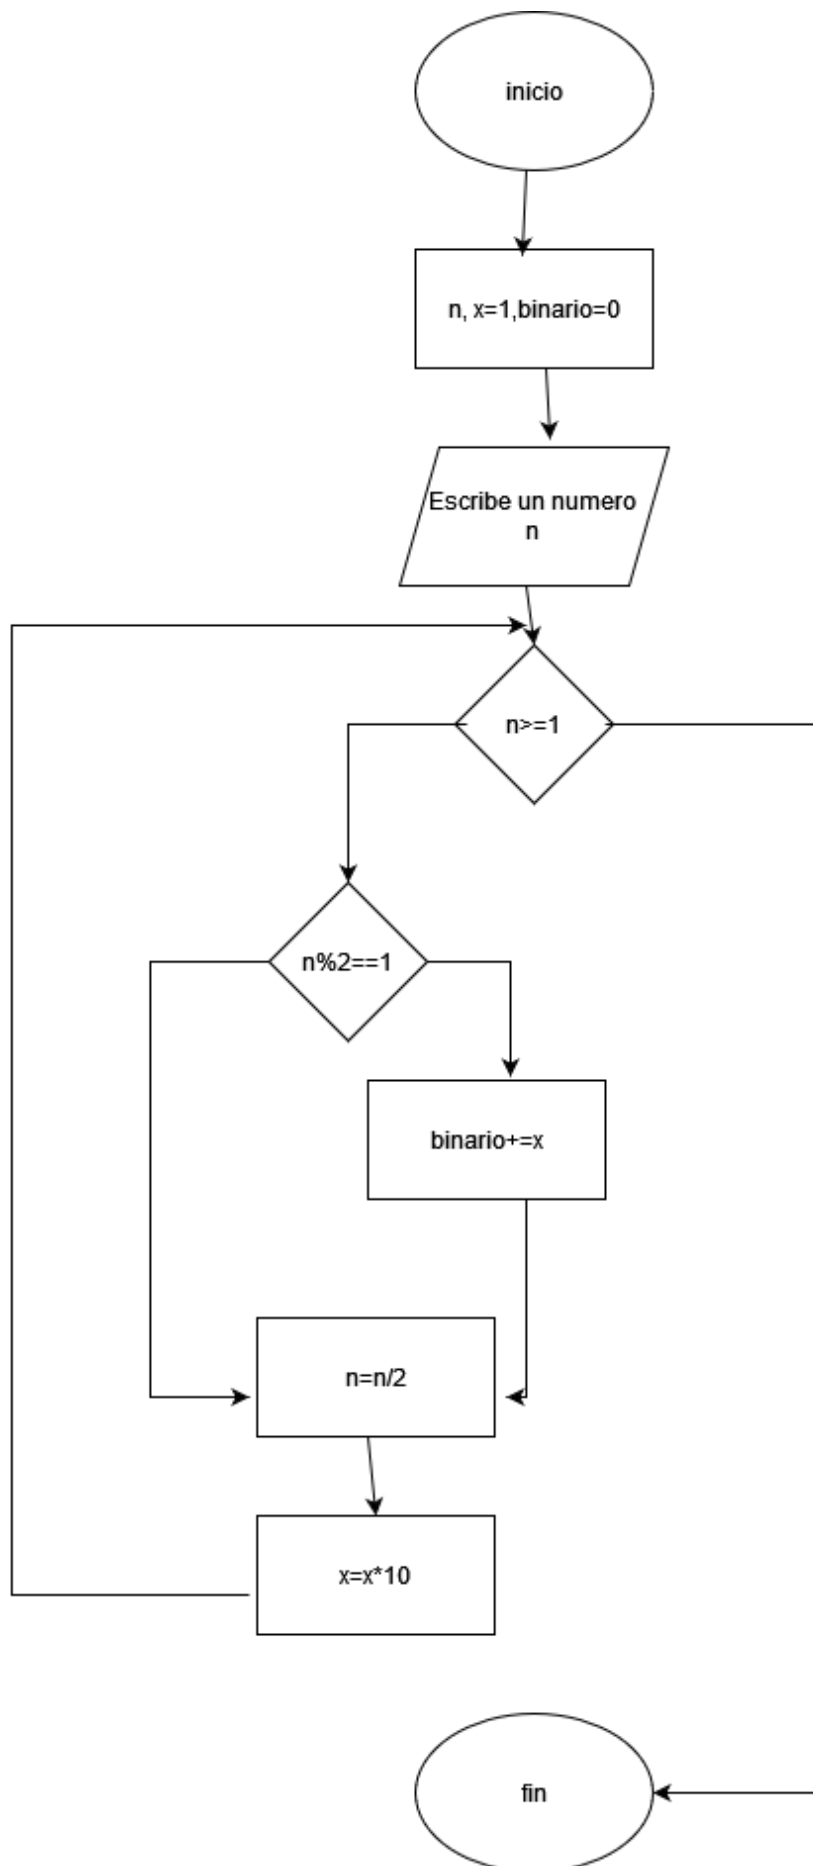 inicio
n, x=1,binario=0
Escribe un numero
n
n>=1
n%2==1
binario+=x
n=n/2
x=x*10
fin